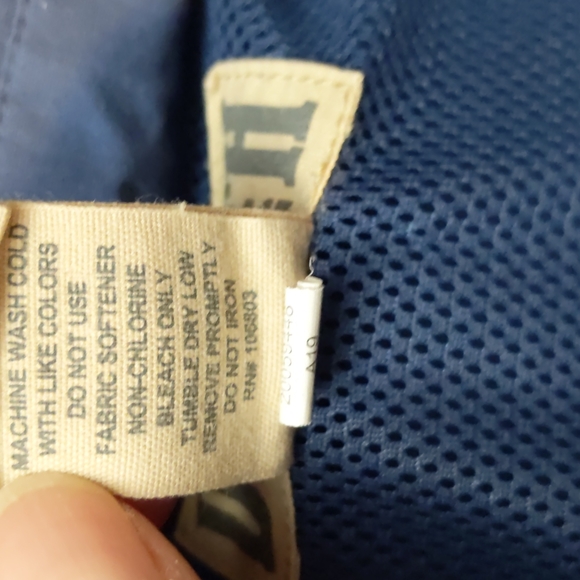 MACHINE WASH COLD
WITH LIKE COLORS
DO NOT USE
FABRIC SOFTENER
NON-CHLORINE
BLEACH ONLY
TUMBLE DRY LOW
REMOVE PROMPTLY
DO NOT IRON
RN# 106803
A19